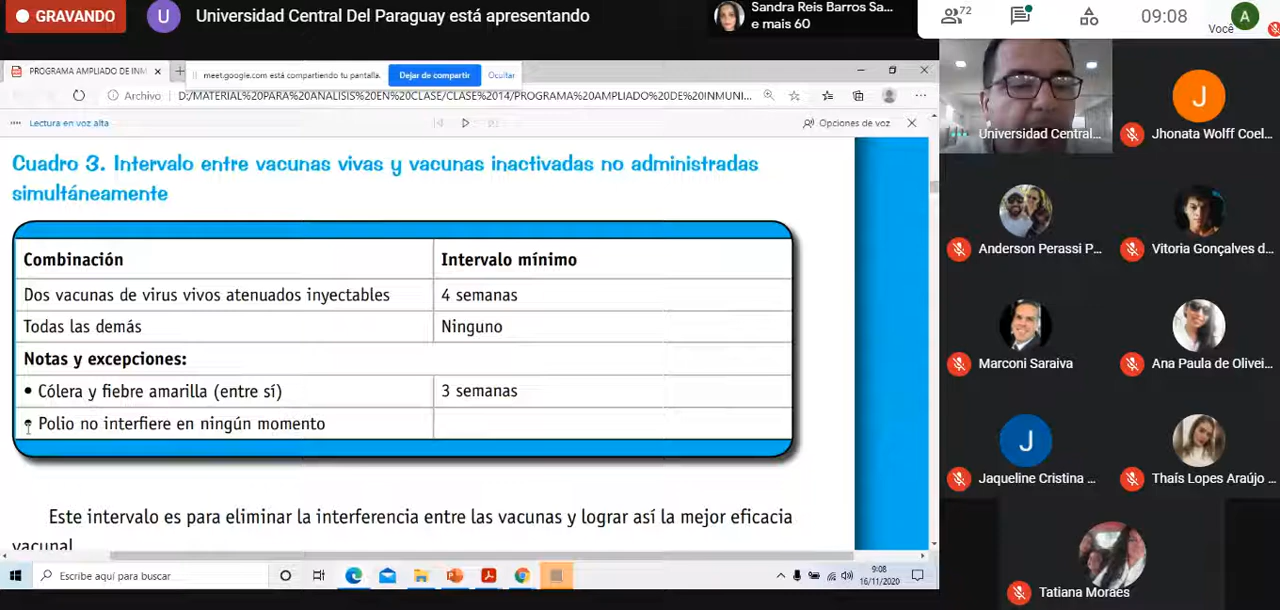 GRAVANDO
U
Universidad Central Del Paraguay está apresentando
Sandra Reis Barros Sa...
e mais 60
72
09:08
Você
A
PROGRAMA AMPLIADO DE INM
meet.google.com está compartiendo tu pantalla.
Dejar de compartir
Ocultar
Archivo
D:/MATERIAL%20PARA%20ANALISIS%20EN%20CLASE/CLASE%2014/PROGRAMA%20AMPLIADO%20DE%20INMUNI...
Lectura en voz alta
Opciones de voz
Cuadro 3. Intervalo entre vacunas vivas y vacunas inactivadas no administradas
simultáneamente
Combinación
Intervalo mínimo
Dos vacunas de virus vivos atenuados inyectables
4 semanas
Todas las demás
Ninguno
Notas y excepciones:
• Cólera y fiebre amarilla (entre sí)
3 semanas
• Polio no interfiere en ningún momento
Este intervalo es para eliminar la interferencia entre las vacunas y lograr así la mejor eficacia
vacunal
Escribe aquí para buscar
9:08
16/11/2020
Universidad Central...
J
Jhonata Wolff Coel...
Anderson Perassi P...
Vitoria Gonçalves d...
Marconi Saraiva
Ana Paula de Olivei...
J
Jaqueline Cristina ...
Thaís Lopes Araújo ...
Tatiana Moraes